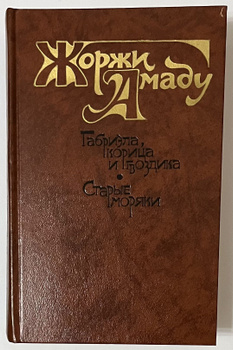 Жоржи
Амаду
Габриэла,
корица
и гвоздика
•
Старые
моряки